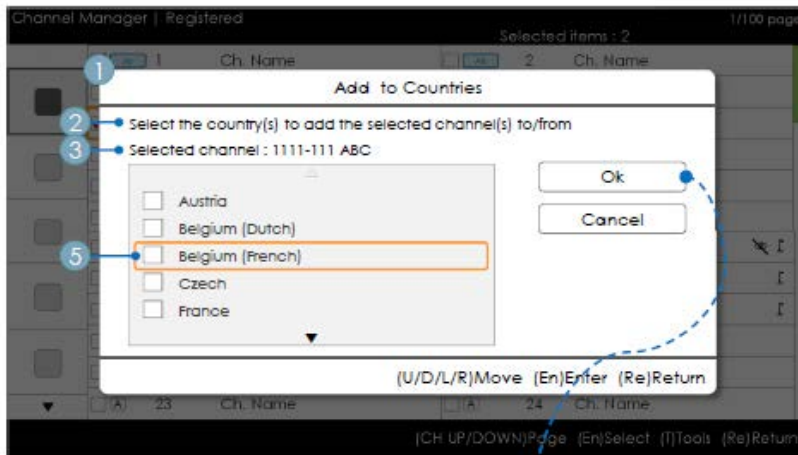 Channel Manager | Registered
1/100 page
Selected items : 2
1 Ch. Name
2 Ch. Name
1
Add to Countries
2
Select the country(s) to add the selected channel(s) to/from
3
Selected channel : 1111-111 ABC
Ok
Cancel
Austria
Belgium (Dutch)
5
Belgium (French)
Czech
France
(U/D/L/R)Move (En)Enter (Re)Return
(A) 23 Ch. Name
(A) 24 Ch. Name
(CH UP/DOWN)Page (En)Select (T)Tools (Re)Return